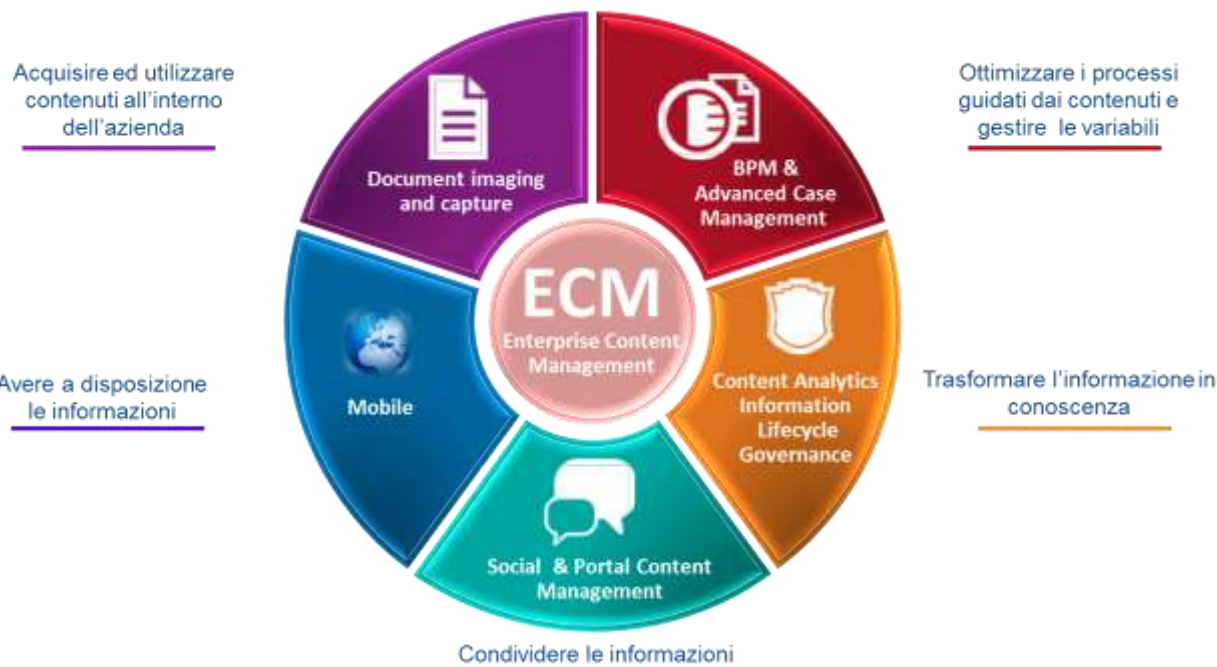 Acquisire ed utilizzare
contenuti all'interno
dell'azienda
Ottimizzare i processi
guidati dai contenuti e
gestire le variabili
Document imaging
and capture
BPM &
Advanced Case
Management
ECM
Enterprise Content
Management
Avere a disposizione
le informazioni
Mobile
Content Analytics
Information
Lifecycle
Governance
Trasformare l'informazione in
conoscenza
Social & Portal Content
Management
Condividere le informazioni